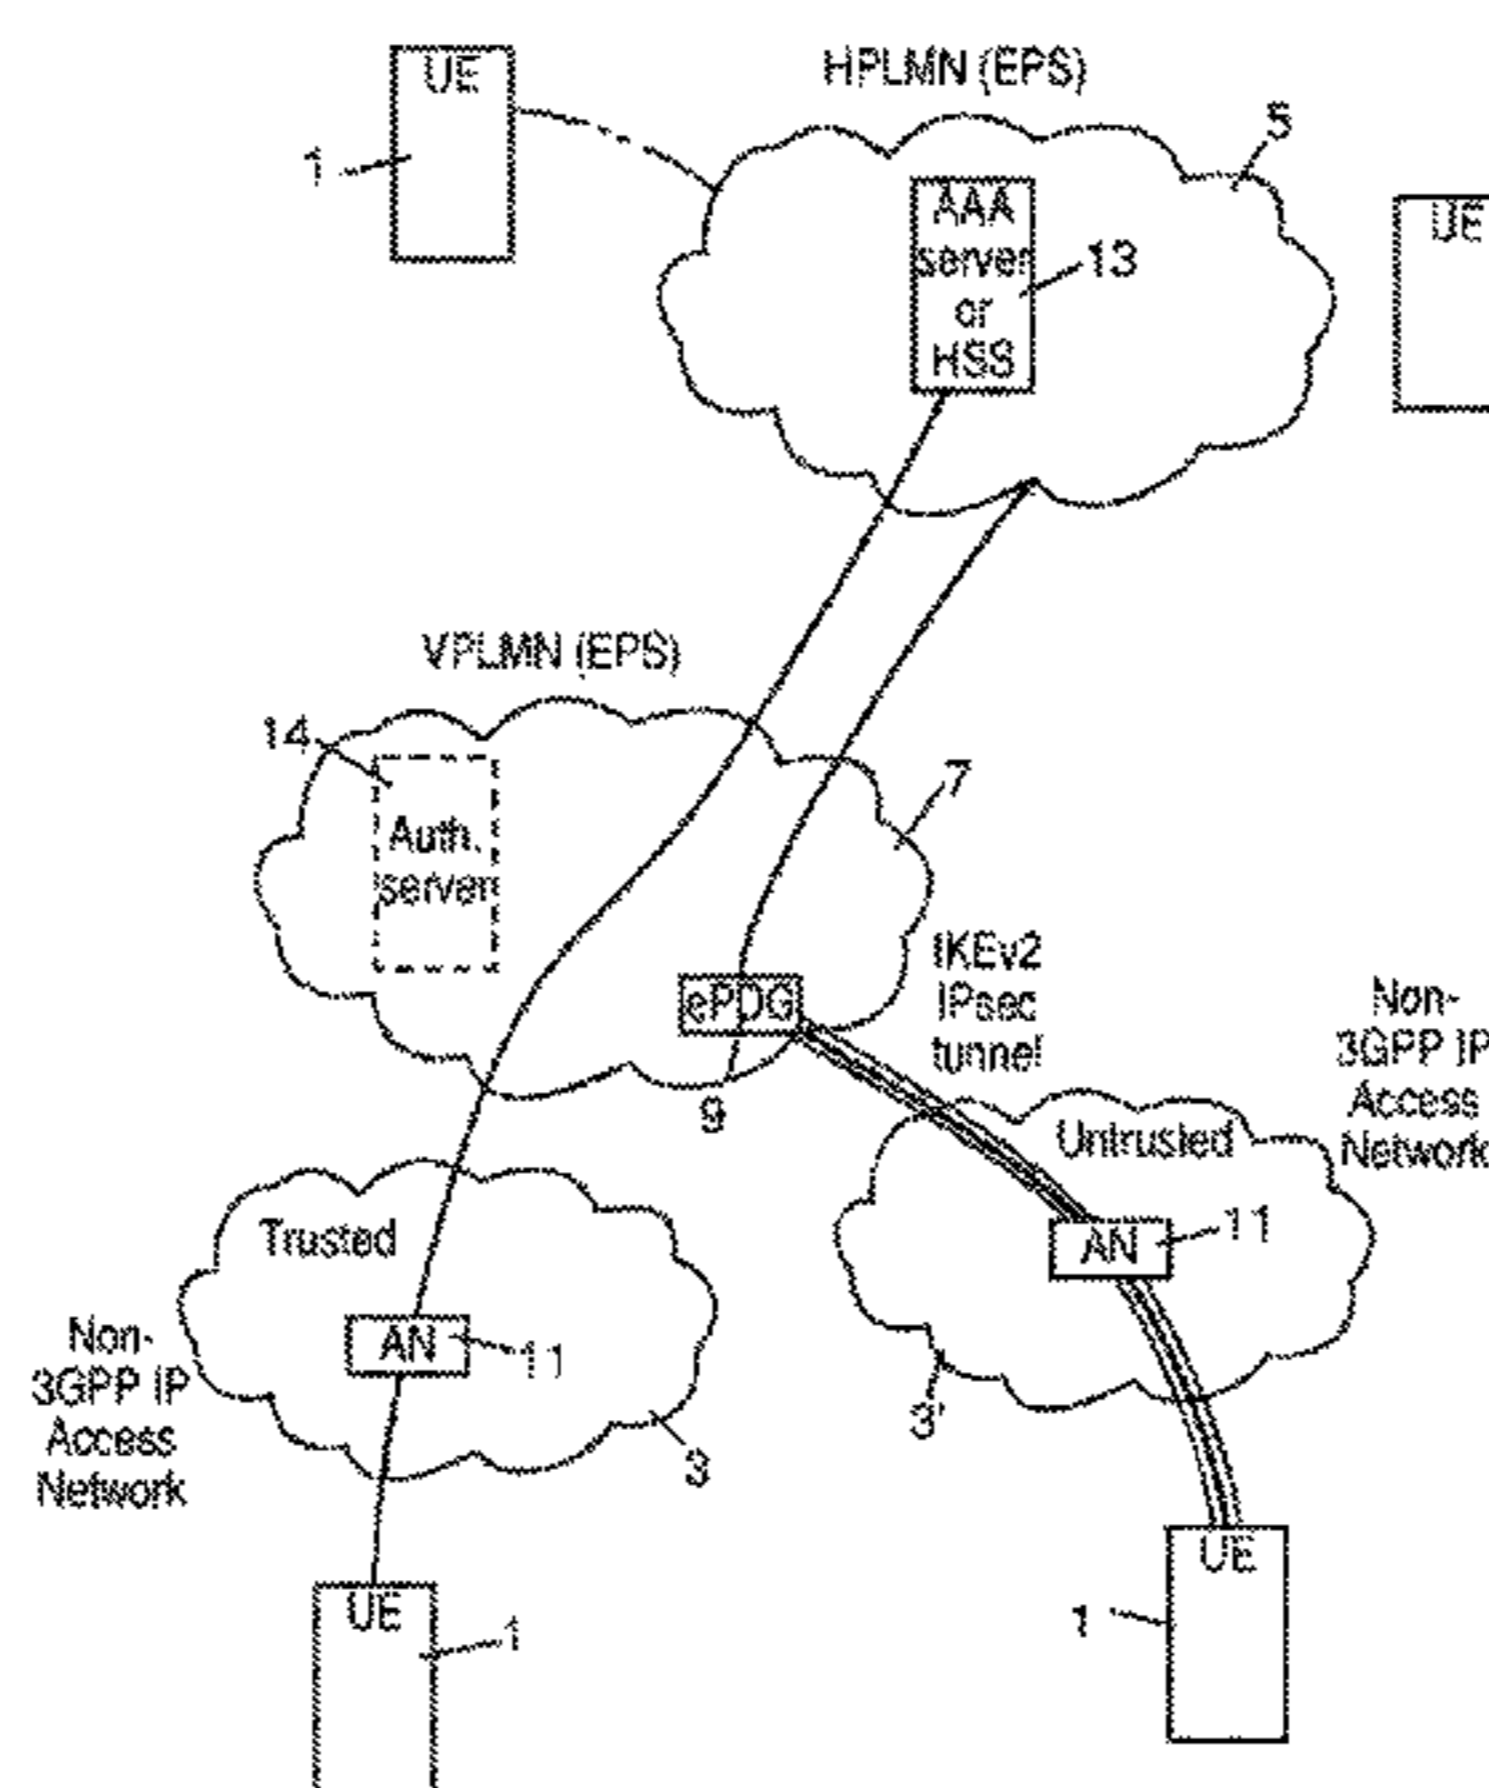 UE
HPLMN (EPS)
1
5
AAA
server
or
HSS
13
UE
VPLMN (EPS)
14
Auth.
server
7
ePDG
IKEv2
IPsec
tunnel
9
Non-
3GPP IP
Access
Network
Untrusted
AN
11
3'
Trusted
AN
11
3
Non-
3GPP IP
Access
Network
UE
1
UE
1